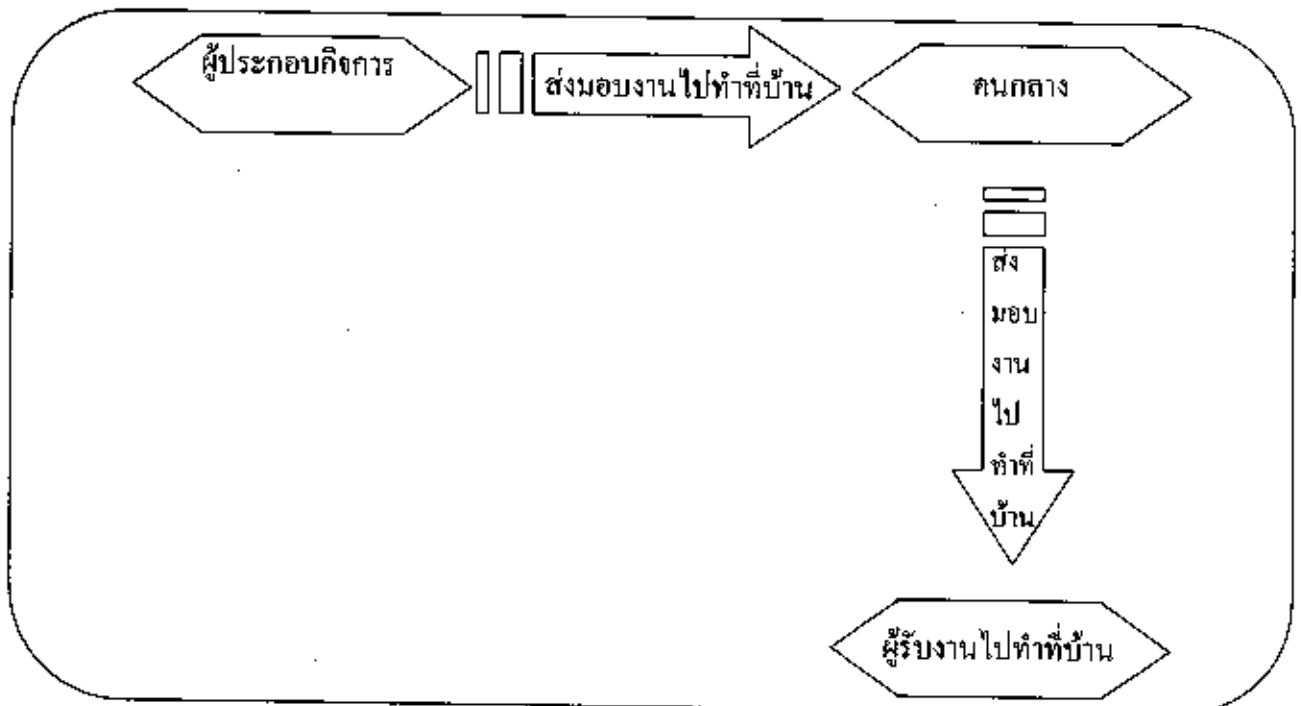 ผู้ประกอบกิจการ
ส่งมอบงานไปทำที่บ้าน
คนกลาง
ส่ง
มอบ
งาน
ไป
ทำที่
บ้าน
ผู้รับงานไปทำที่บ้าน